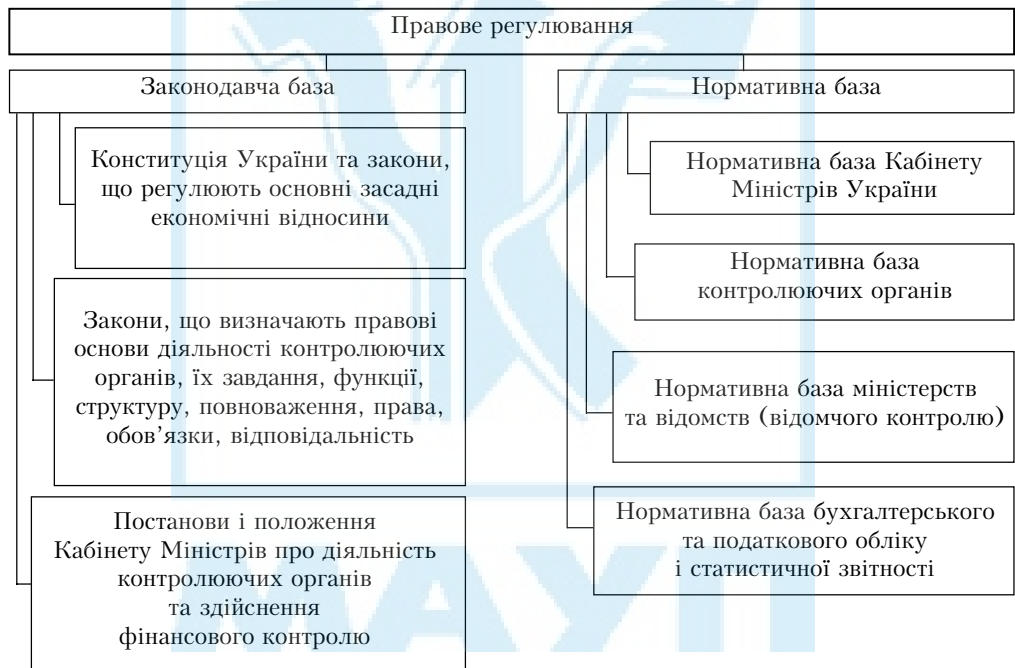 Правове регулювання
Законодавча база
Конституція України та закони,
що регулюють основні засадні
економічні відносини
Закони, що визначають правові
основи діяльності контролюючих
органів, їх завдання, функції,
структуру, повноваження, права,
обов’язки, відповідальність
Постанови і положення
Кабінету Міністрів про діяльність
контролюючих органів
та здійснення
фінансового контролю
Нормативна база
Нормативна база Кабінету
Міністрів України
Нормативна база
контролюючих органів
Нормативна база міністерств
та відомств (відомчого контролю)
Нормативна база бухгалтерського
та податкового обліку
і статистичної звітності
МАУП